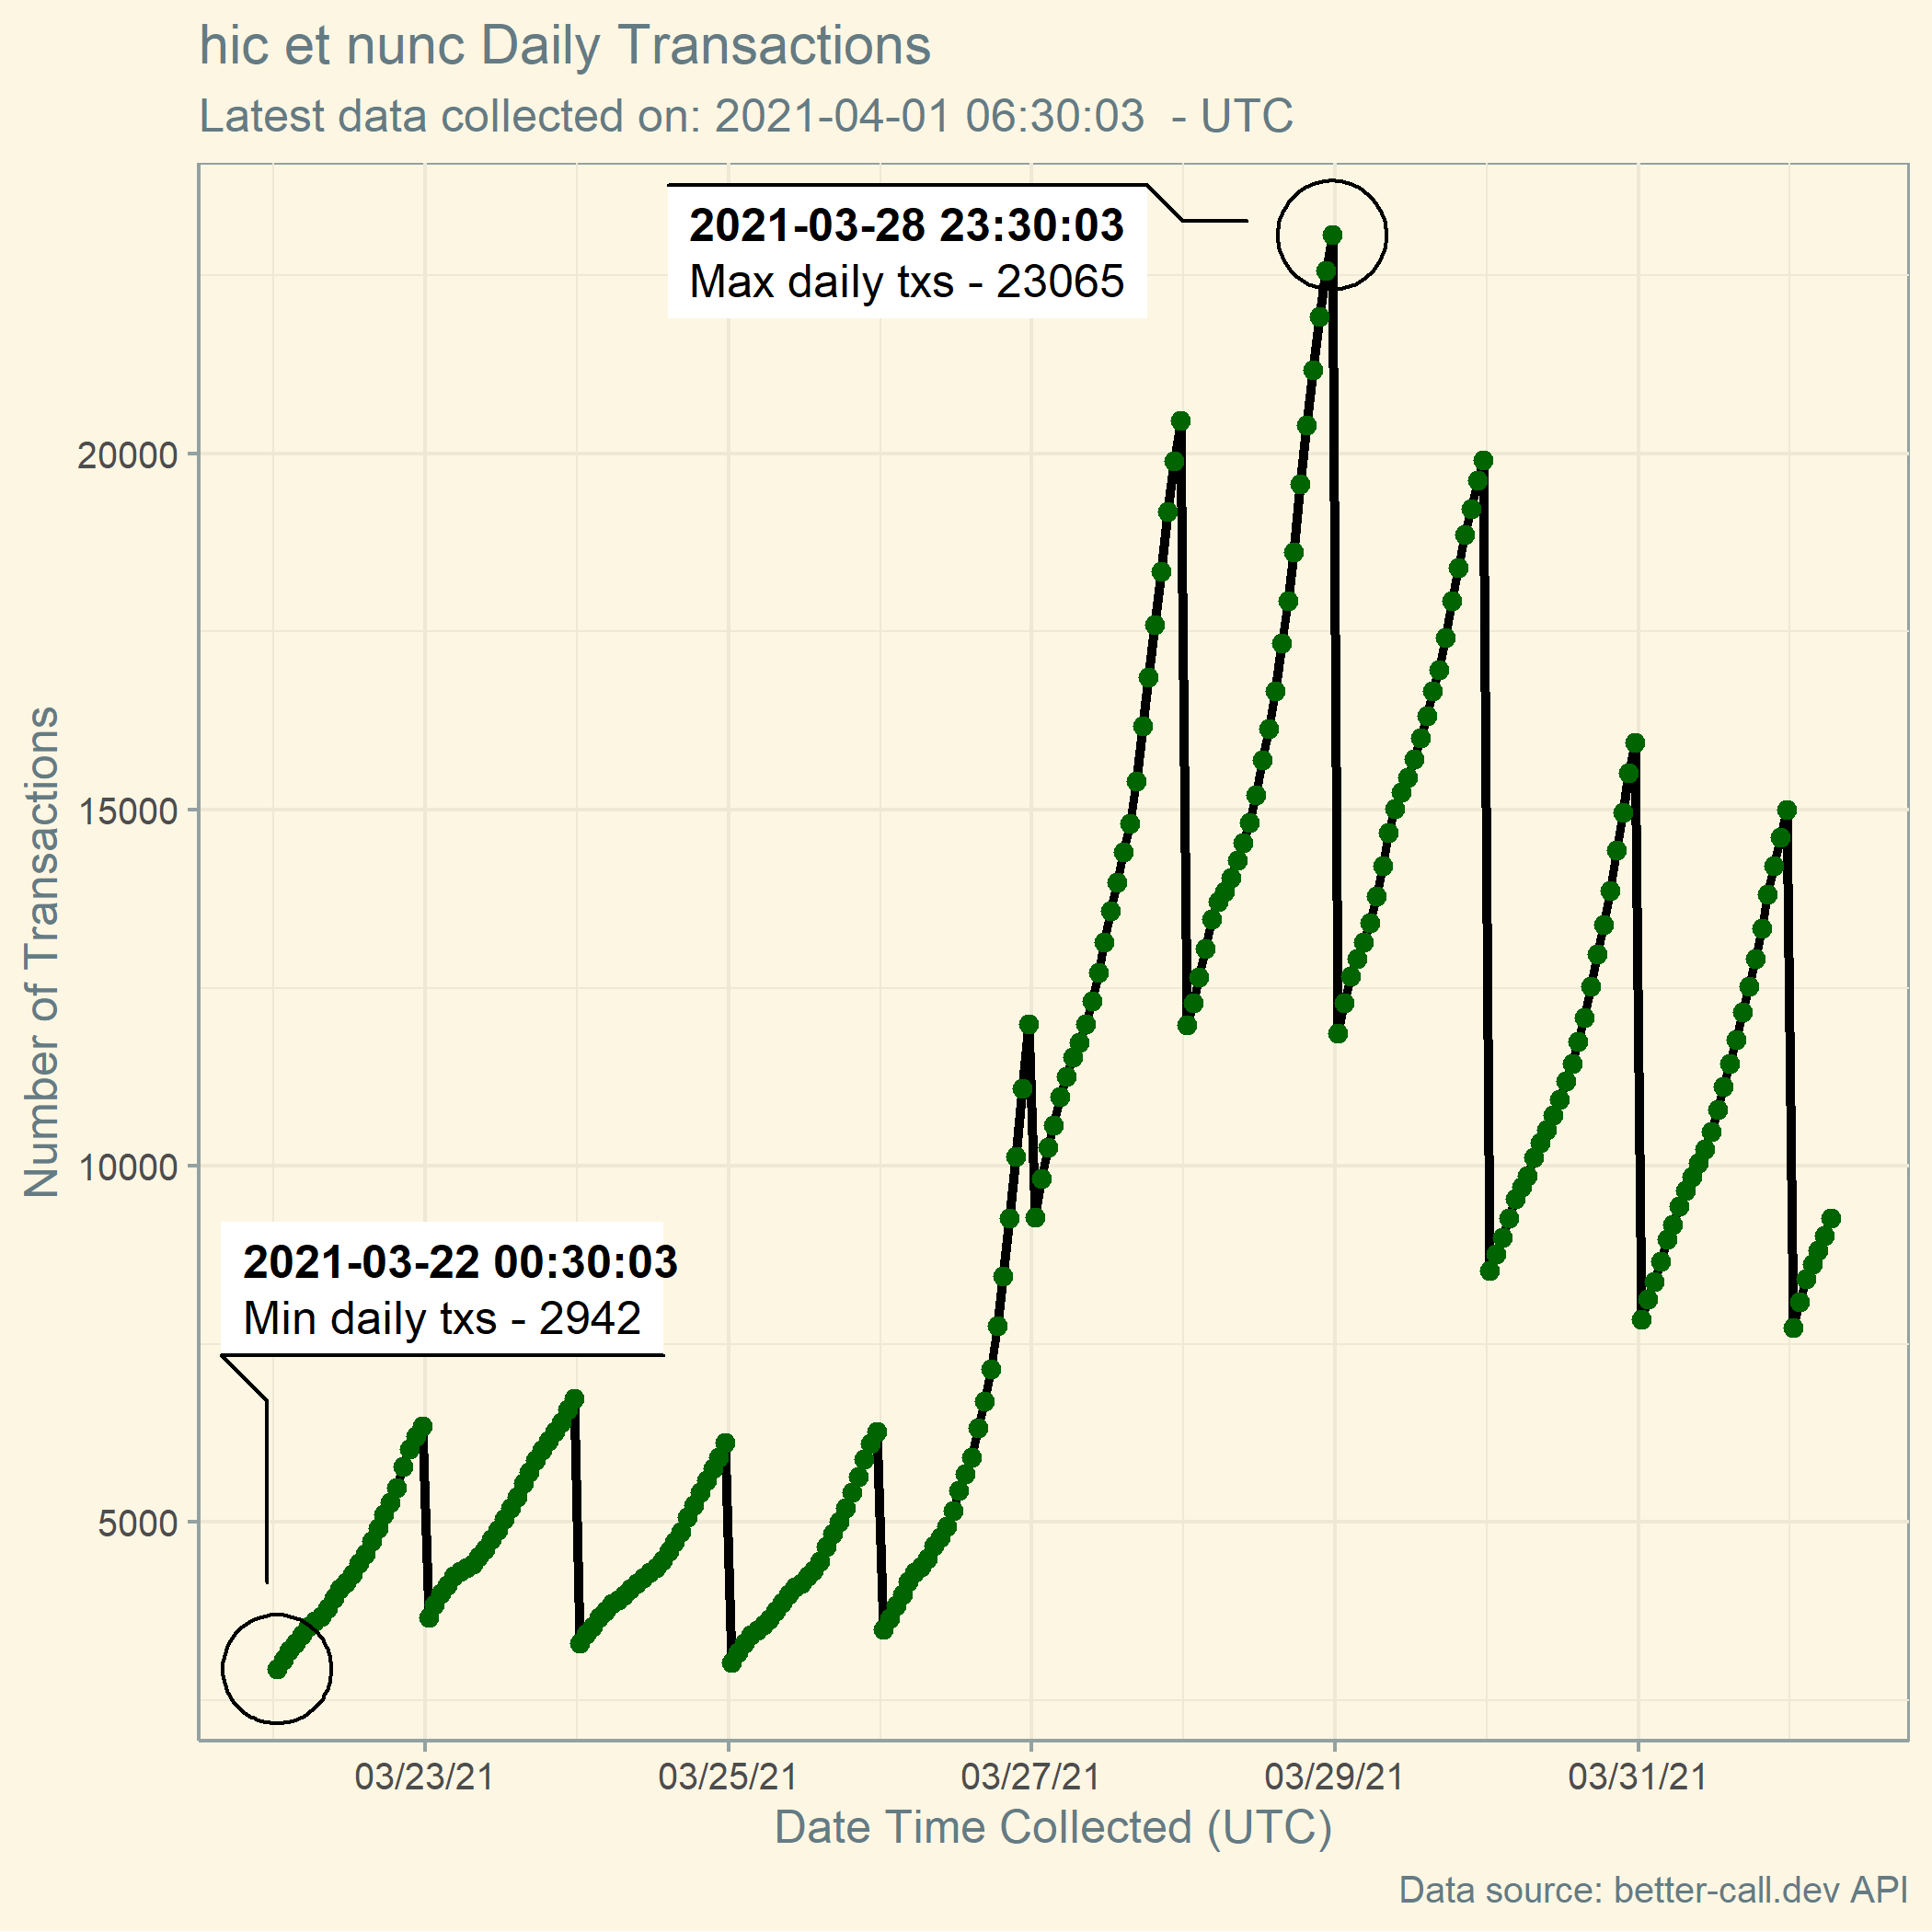 hic et nunc Daily Transactions
Latest data collected on: 2021-04-01 06:30:03  - UTC
2021-03-28 23:30:03
Max daily txs - 23065
2021-03-22 00:30:03
Min daily txs - 2942
Number of Transactions
20000
15000
10000
5000
03/23/21
03/25/21
03/27/21
03/29/21
03/31/21
Date Time Collected (UTC)
Data source: better-call.dev API